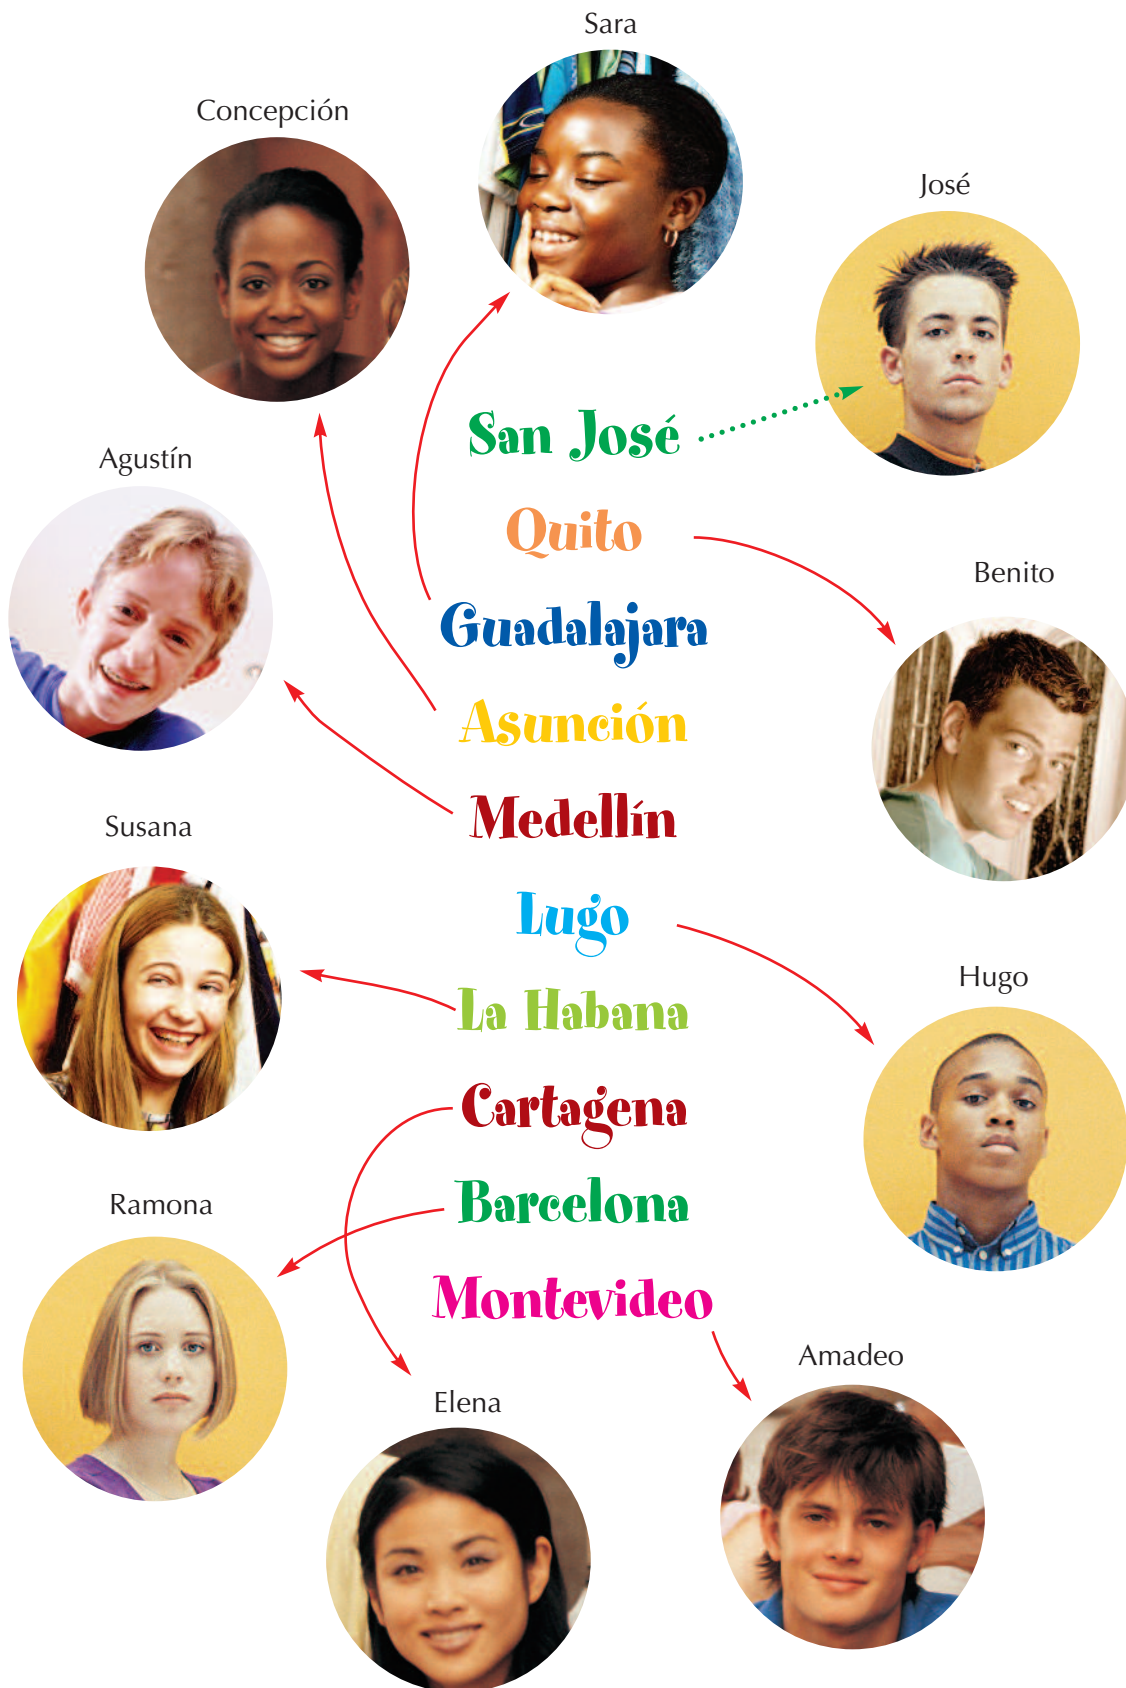 Sara
Concepción
José
San José
Agustín
Quito
Benito
Guadalajara
Asunción
Medellín
Susana
Lugo
Hugo
La Habana
Cartagena
Ramona
Barcelona
Montevideo
Amadeo
Elena